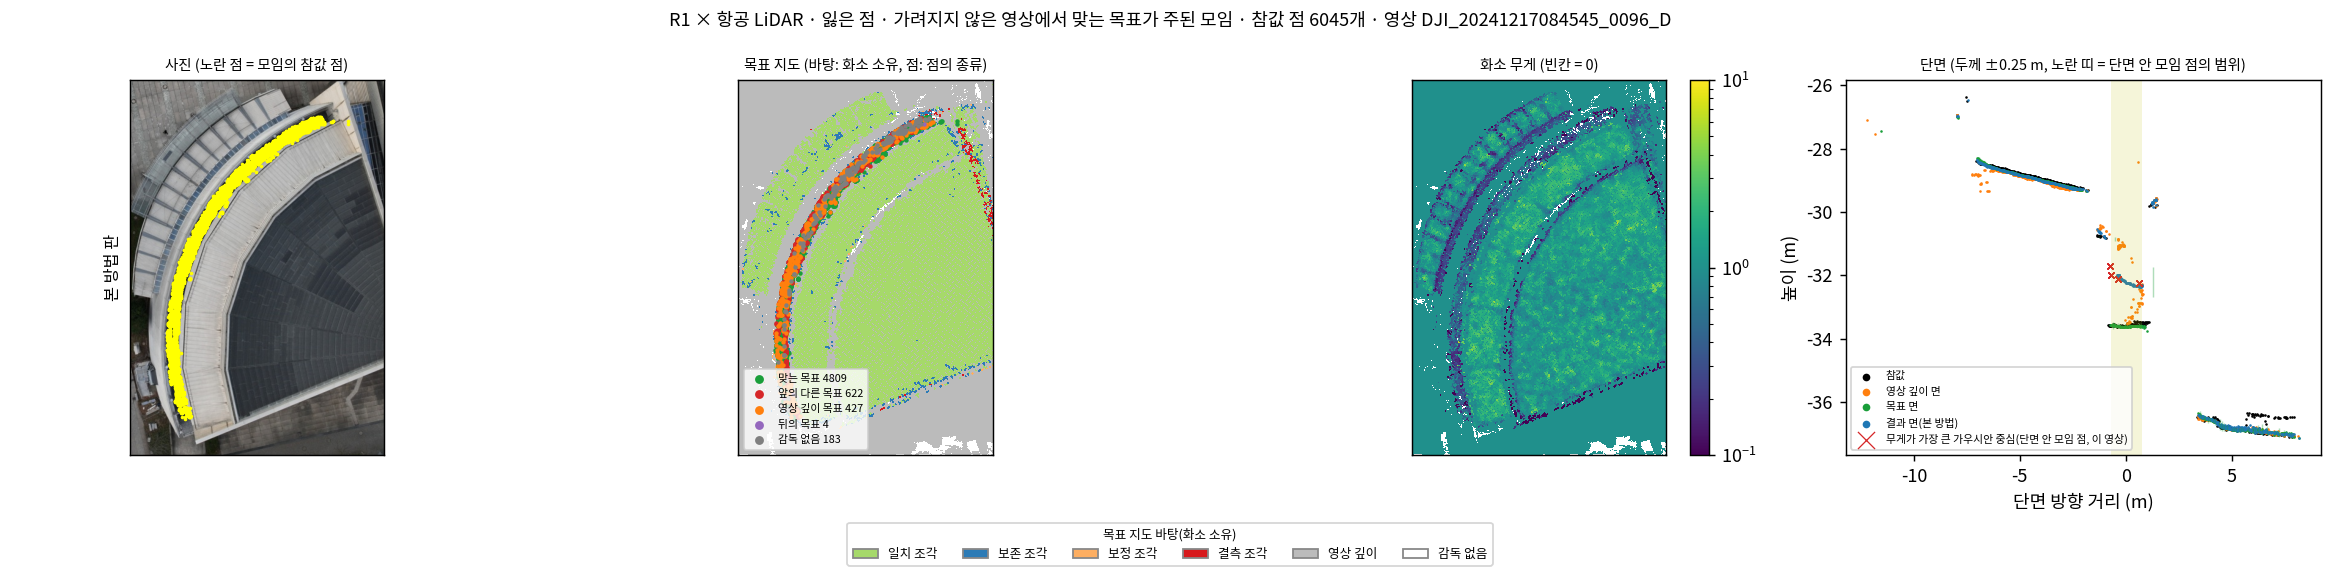 R1 × 항공 LiDAR · 잃은 점 · 가려지지 않은 영상에서 맞는 목표가 주된 모임 · 참값 점 6045개 · 영상 DJI_20241217084545_0096_D
사진 (노란 점 = 모임의 참값 점)
본 방법 판
목표 지도 (바탕: 화소 소유, 점: 점의 종류)
맞는 목표 4809
앞의 다른 목표 622
영상 깊이 목표 427
뒤의 목표 4
감독 없음 183
화소 무게 (빈칸 = 0)
10^1
10^0
10^-1
단면 (두께 ±0.25 m, 노란 띠 = 단면 안 모임 점의 범위)
높이 (m)
-26
-28
-30
-32
-34
-36
참값
영상 깊이 면
목표 면
결과 면(본 방법)
무게가 가장 큰 가우시안 중심(단면 안 모임 점, 이 영상)
-10
-5
0
5
단면 방향 거리 (m)
목표 지도 바탕(화소 소유)
일치 조각
보존 조각
보정 조각
결측 조각
영상 깊이
감독 없음